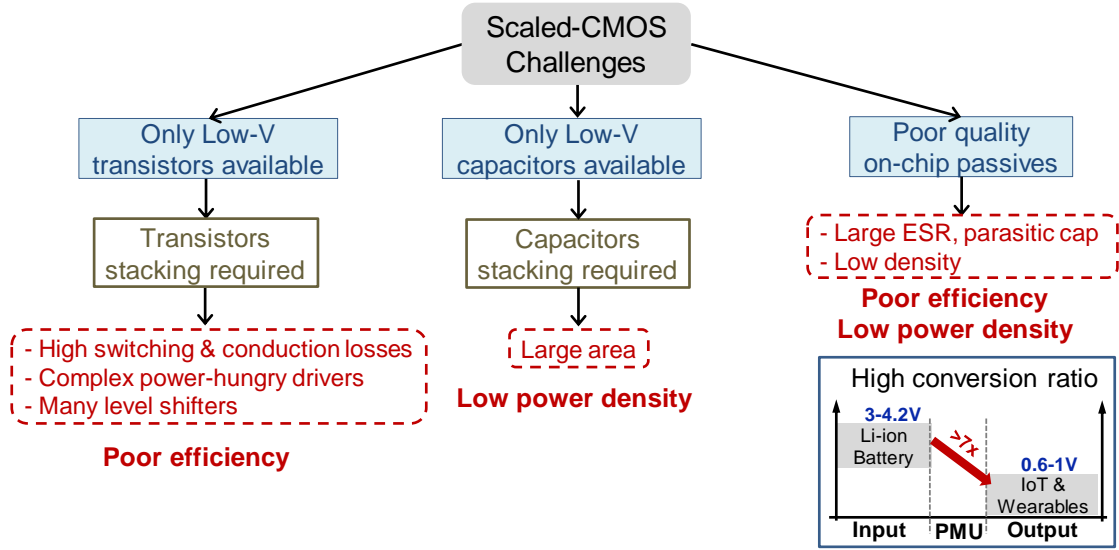 Scaled-CMOS
Challenges
Only Low-V
transistors available
Only Low-V
capacitors available
Poor quality
on-chip passives
Transistors
stacking required
Capacitors
stacking required
- Large ESR, parasitic cap
- Low density
Poor efficiency
Low power density
- High switching & conduction losses
- Complex power-hungry drivers
- Many level shifters
Poor efficiency
Large area
Low power density
High conversion ratio
3-4.2V
Li-ion
Battery
>7x
0.6-1V
IoT &
Wearables
Input
PMU
Output